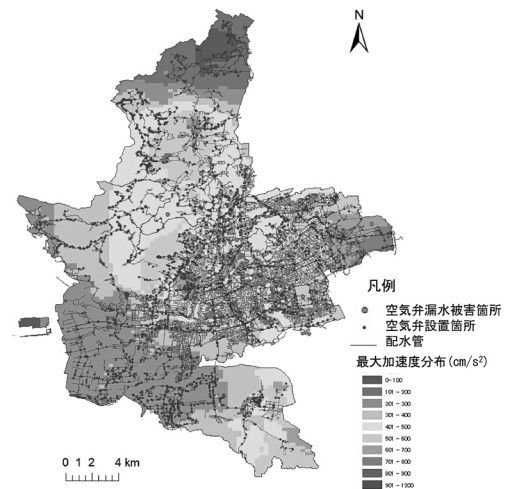 N
凡例
空気弁漏水被害箇所
空気弁設置箇所
配水管
最大加速度分布(cm/s²)
0-100
101 - 200
201 - 300
301 - 400
401 - 500
501 - 600
601 - 700
701 - 800
801 - 900
901 - 1200
0 1 2 4 km